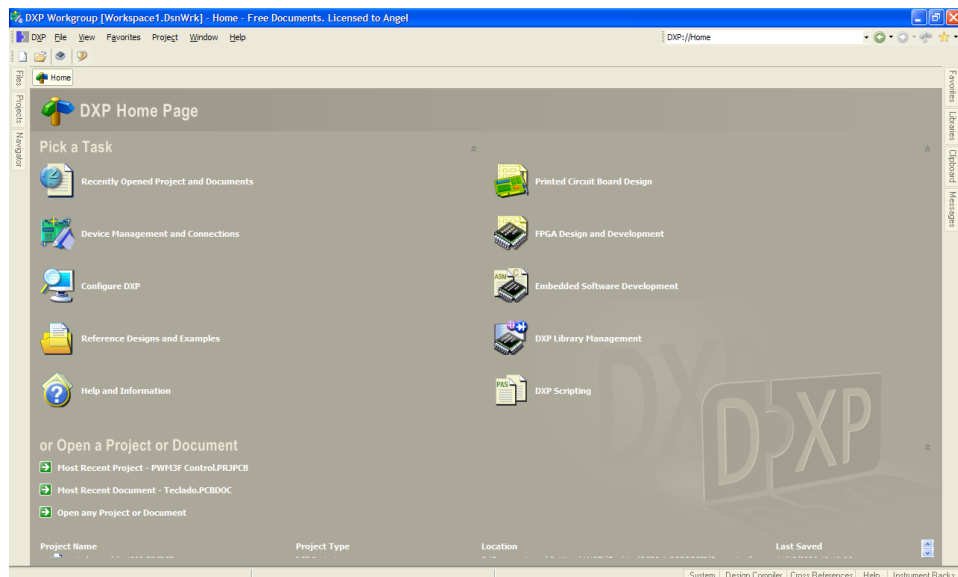 DXP Workgroup [Workspace1.DsnWrk] - Home - Free Documents. Licensed to Angel
DXP File View Favorites Project Window Help
DXP://Home
Home
Files
Projects
Navigator
Favorites
Libraries
Clipboard
Messages
DXP Home Page
Pick a Task
Recently Opened Project and Documents
Printed Circuit Board Design
Device Management and Connections
FPGA Design and Development
Configure DXP
ASM C
Embedded Software Development
Reference Designs and Examples
DXP Library Management
Help and Information
PAS
DXP Scripting
DXP
or Open a Project or Document
Most Recent Project - PWM3F Control.PRJPCB
Most Recent Document - Teclado.PCBDOC
Open any Project or Document
Project Name Project Type Location Last Saved
System Design Compiler Cross References Help Instrument Racks